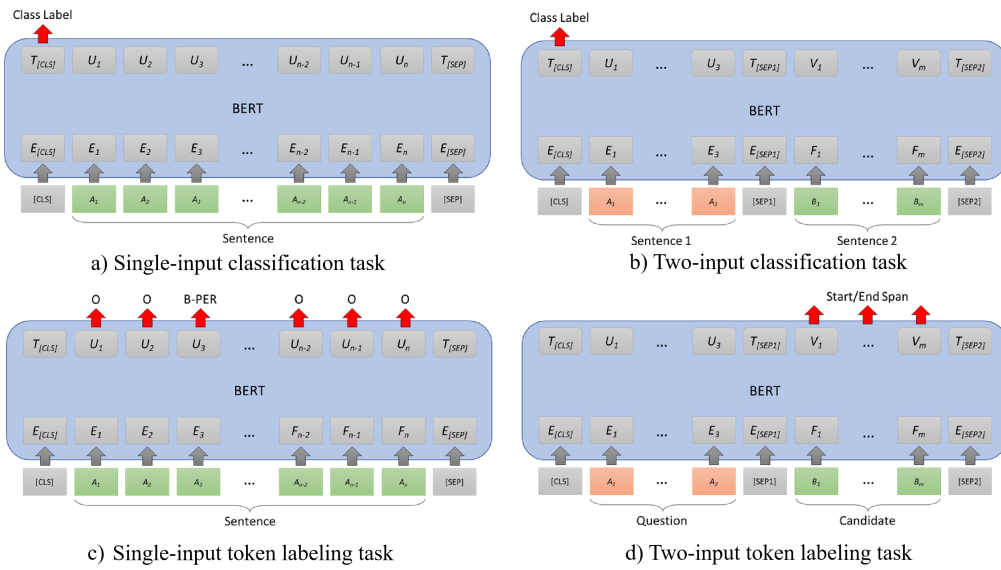 Class Label
T[CLS] U1 U2 U3 ... Un-2 Un-1 Un T[SEP]
BERT
E[CLS] E1 E2 E3 ... En-2 En-1 En E[SEP]
[CLS] A1 A2 A3 ... An-2 An-1 An [SEP]
Sentence
a) Single-input classification task
Class Label
T[CLS] U1 ... U3 T[SEP1] V1 ... Vm T[SEP2]
BERT
E[CLS] E1 ... E3 E[SEP1] F1 ... Fm E[SEP2]
[CLS] A1 ... A3 [SEP1] B1 ... Bm [SEP2]
Sentence 1 Sentence 2
b) Two-input classification task
O O B-PER O O O
T[CLS] U1 U2 U3 ... Un-2 Un-1 Un T[SEP]
BERT
E[CLS] E1 E2 E3 ... Fn-2 Fn-1 Fn E[SEP]
[CLS] A1 A2 A3 ... An-2 An-1 An [SEP]
Sentence
c) Single-input token labeling task
Start/End Span
T[CLS] U1 ... U3 T[SEP1] V1 ... Vm T[SEP2]
BERT
E[CLS] E1 ... E3 E[SEP1] F1 ... Fm E[SEP2]
[CLS] A1 ... A3 [SEP1] B1 ... Bm [SEP2]
Question Candidate
d) Two-input token labeling task